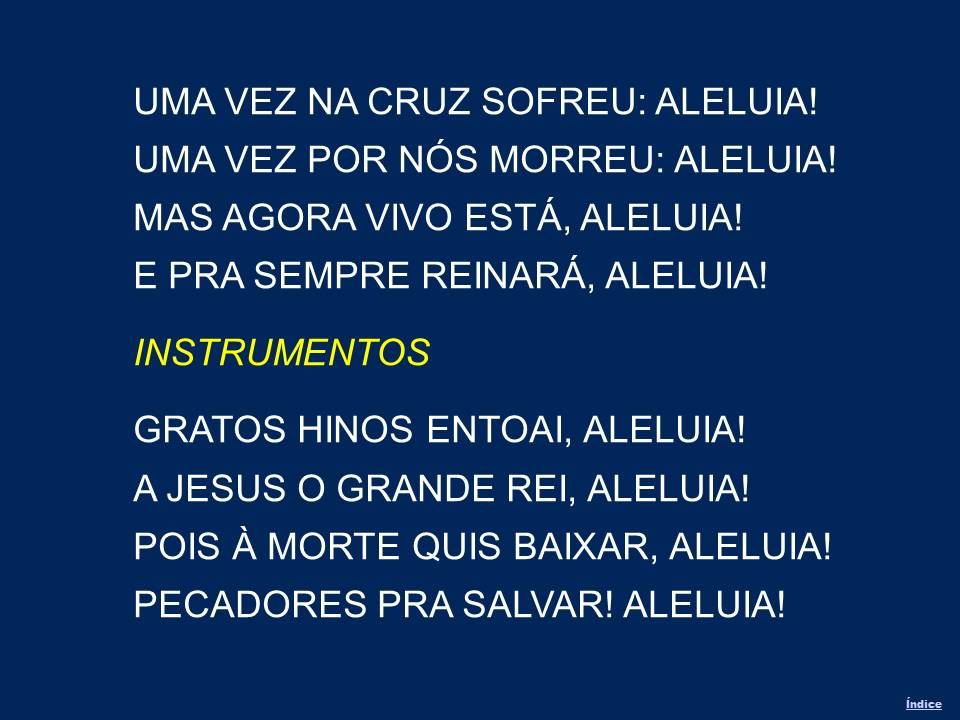 UMA VEZ NA CRUZ SOFREU: ALELUIA!
UMA VEZ POR NÓS MORREU: ALELUIA!
MAS AGORA VIVO ESTÁ, ALELUIA!
E PRA SEMPRE REINARÁ, ALELUIA!
INSTRUMENTOS
GRATOS HINOS ENTOAI, ALELUIA!
A JESUS O GRANDE REI, ALELUIA!
POIS À MORTE QUIS BAIXAR, ALELUIA!
PECADORES PRA SALVAR! ALELUIA!
Índice